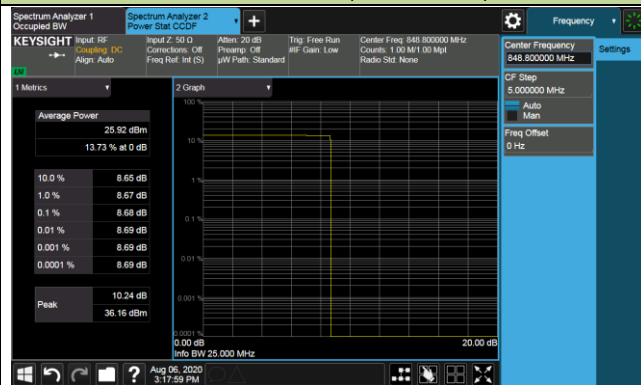 Spectrum Analyzer 1
Occupied BW
Spectrum Analyzer 2
Power Stat CCDF
Frequency
KEYSIGHT
Input: RF
Coupling: DC
Align: Auto
Input Z: 50 Ω
Corrections: Off
Freq Ref: Int (S)
Atten: 20 dB
Preamp: Off
µW Path: Standard
Trig: Free Run
#IF Gain: Low
Center Freq: 848.800000 MHz
Counts: 1.00 M/1.00 Mpt
Radio Std: None
Center Frequency
848.800000 MHz
Settings
CF Step
5.000000 MHz
Auto
Man
Freq Offset
0 Hz
1 Metrics
2 Graph
Average Power
25.92 dBm
13.73 % at 0 dB
10.0 % 8.65 dB
1.0 % 8.67 dB
0.1 % 8.68 dB
0.01 % 8.69 dB
0.001 % 8.69 dB
0.0001 % 8.69 dB
Peak
10.24 dB
36.16 dBm
100 %
10 %
1 %
0.1 %
0.01 %
0.001 %
0.0001 %
0.00 dB
20.00 dB
Info BW 25.000 MHz
Aug 06, 2020
3:17:59 PM